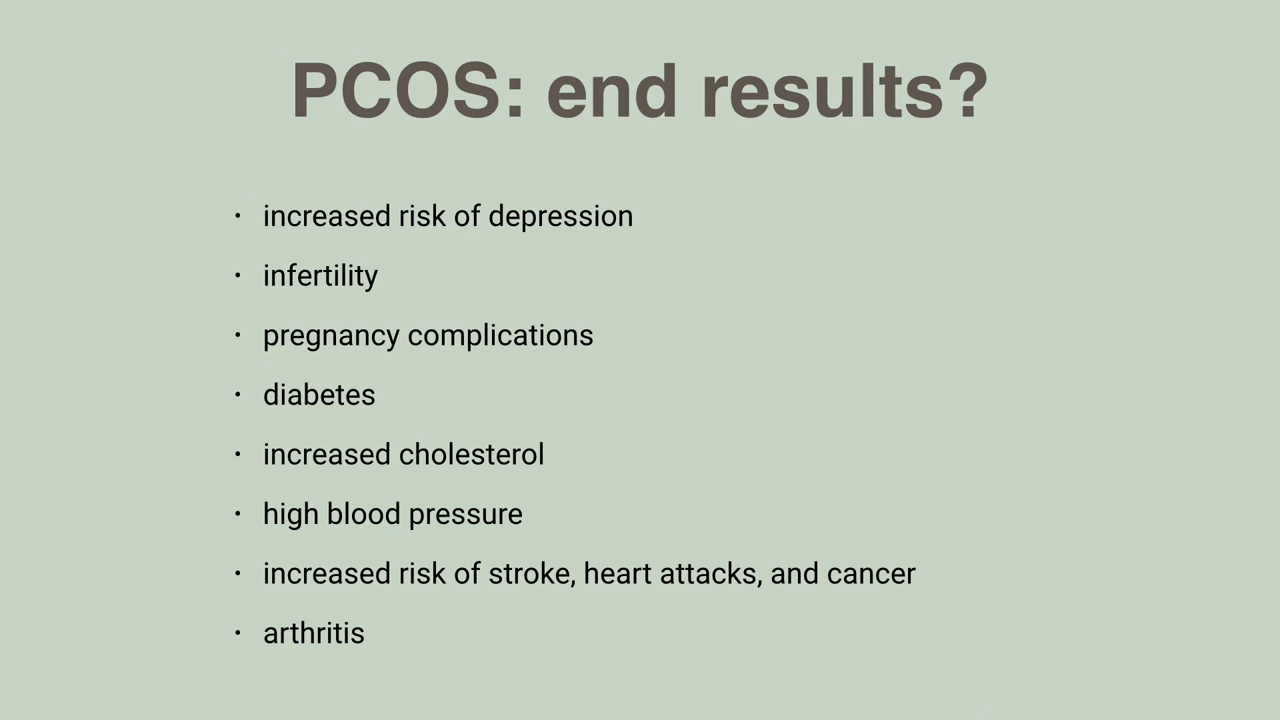 PCOS: end results?
· increased risk of depression
· infertility
· pregnancy complications
· diabetes
· increased cholesterol
· high blood pressure
· increased risk of stroke, heart attacks, and cancer
· arthritis